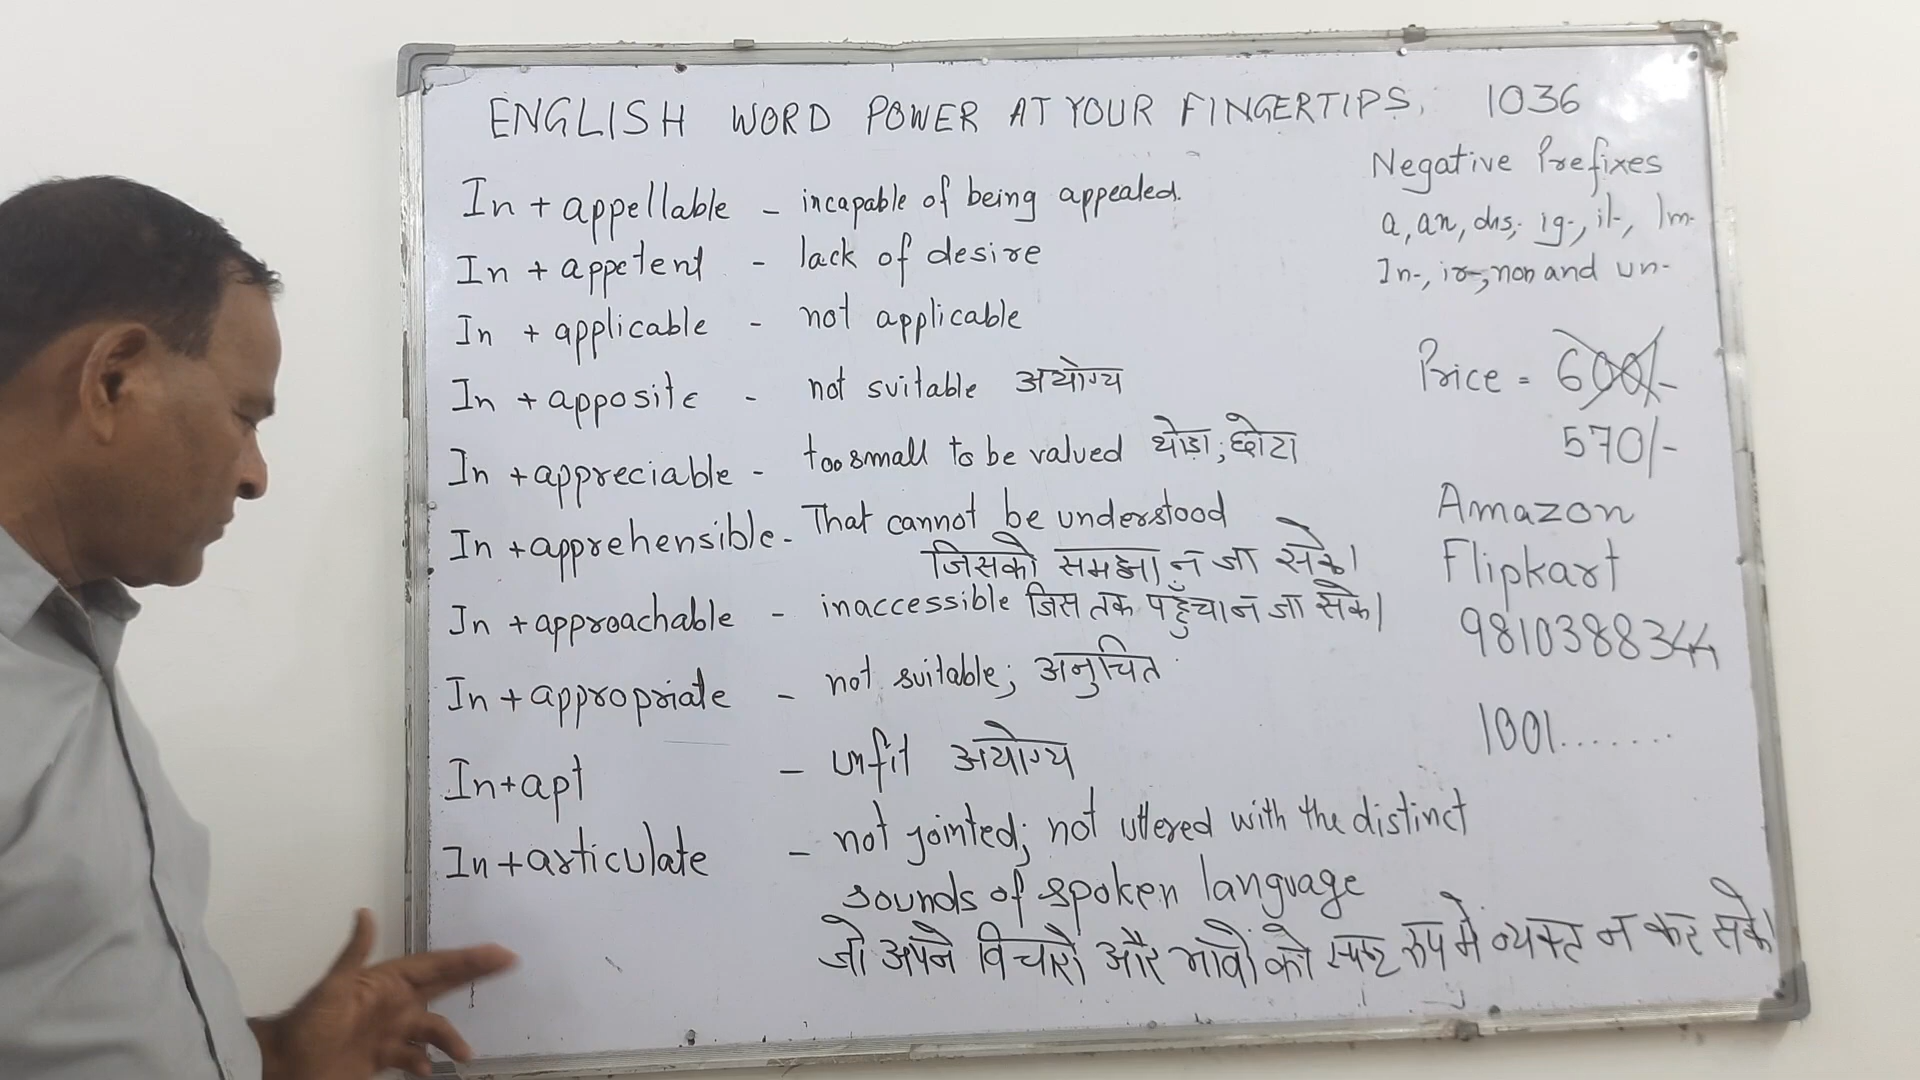 ENGLISH WORD POWER AT YOUR FINGERTIPS. 1036
Negative Prefixes
a, an, dis,- ig-, il-, Im-
In-, ir-, non and un-
In + appellable - incapable of being appealed.
In + appetent - lack of desire
In + applicable - not applicable
In + apposite - not suitable अयोग्य
In + appreciable - too small to be valued थोड़ा; छोटा
In + apprehensible - That cannot be understood
जिसको समझा न जा सके।
In + approachable - inaccessible जिस तक पहुँचा न जा सके।
In + appropriate - not suitable; अनुचित
In + apt - unfit अयोग्य
In + articulate - not jointed; not uttered with the distinct
sounds of spoken language
जो अपने विचारों और भावों को स्पष्ट रूप में व्यक्त न कर सके।
Price = 600/-
570/-
Amazon
Flipkart
9810388344
1001.......